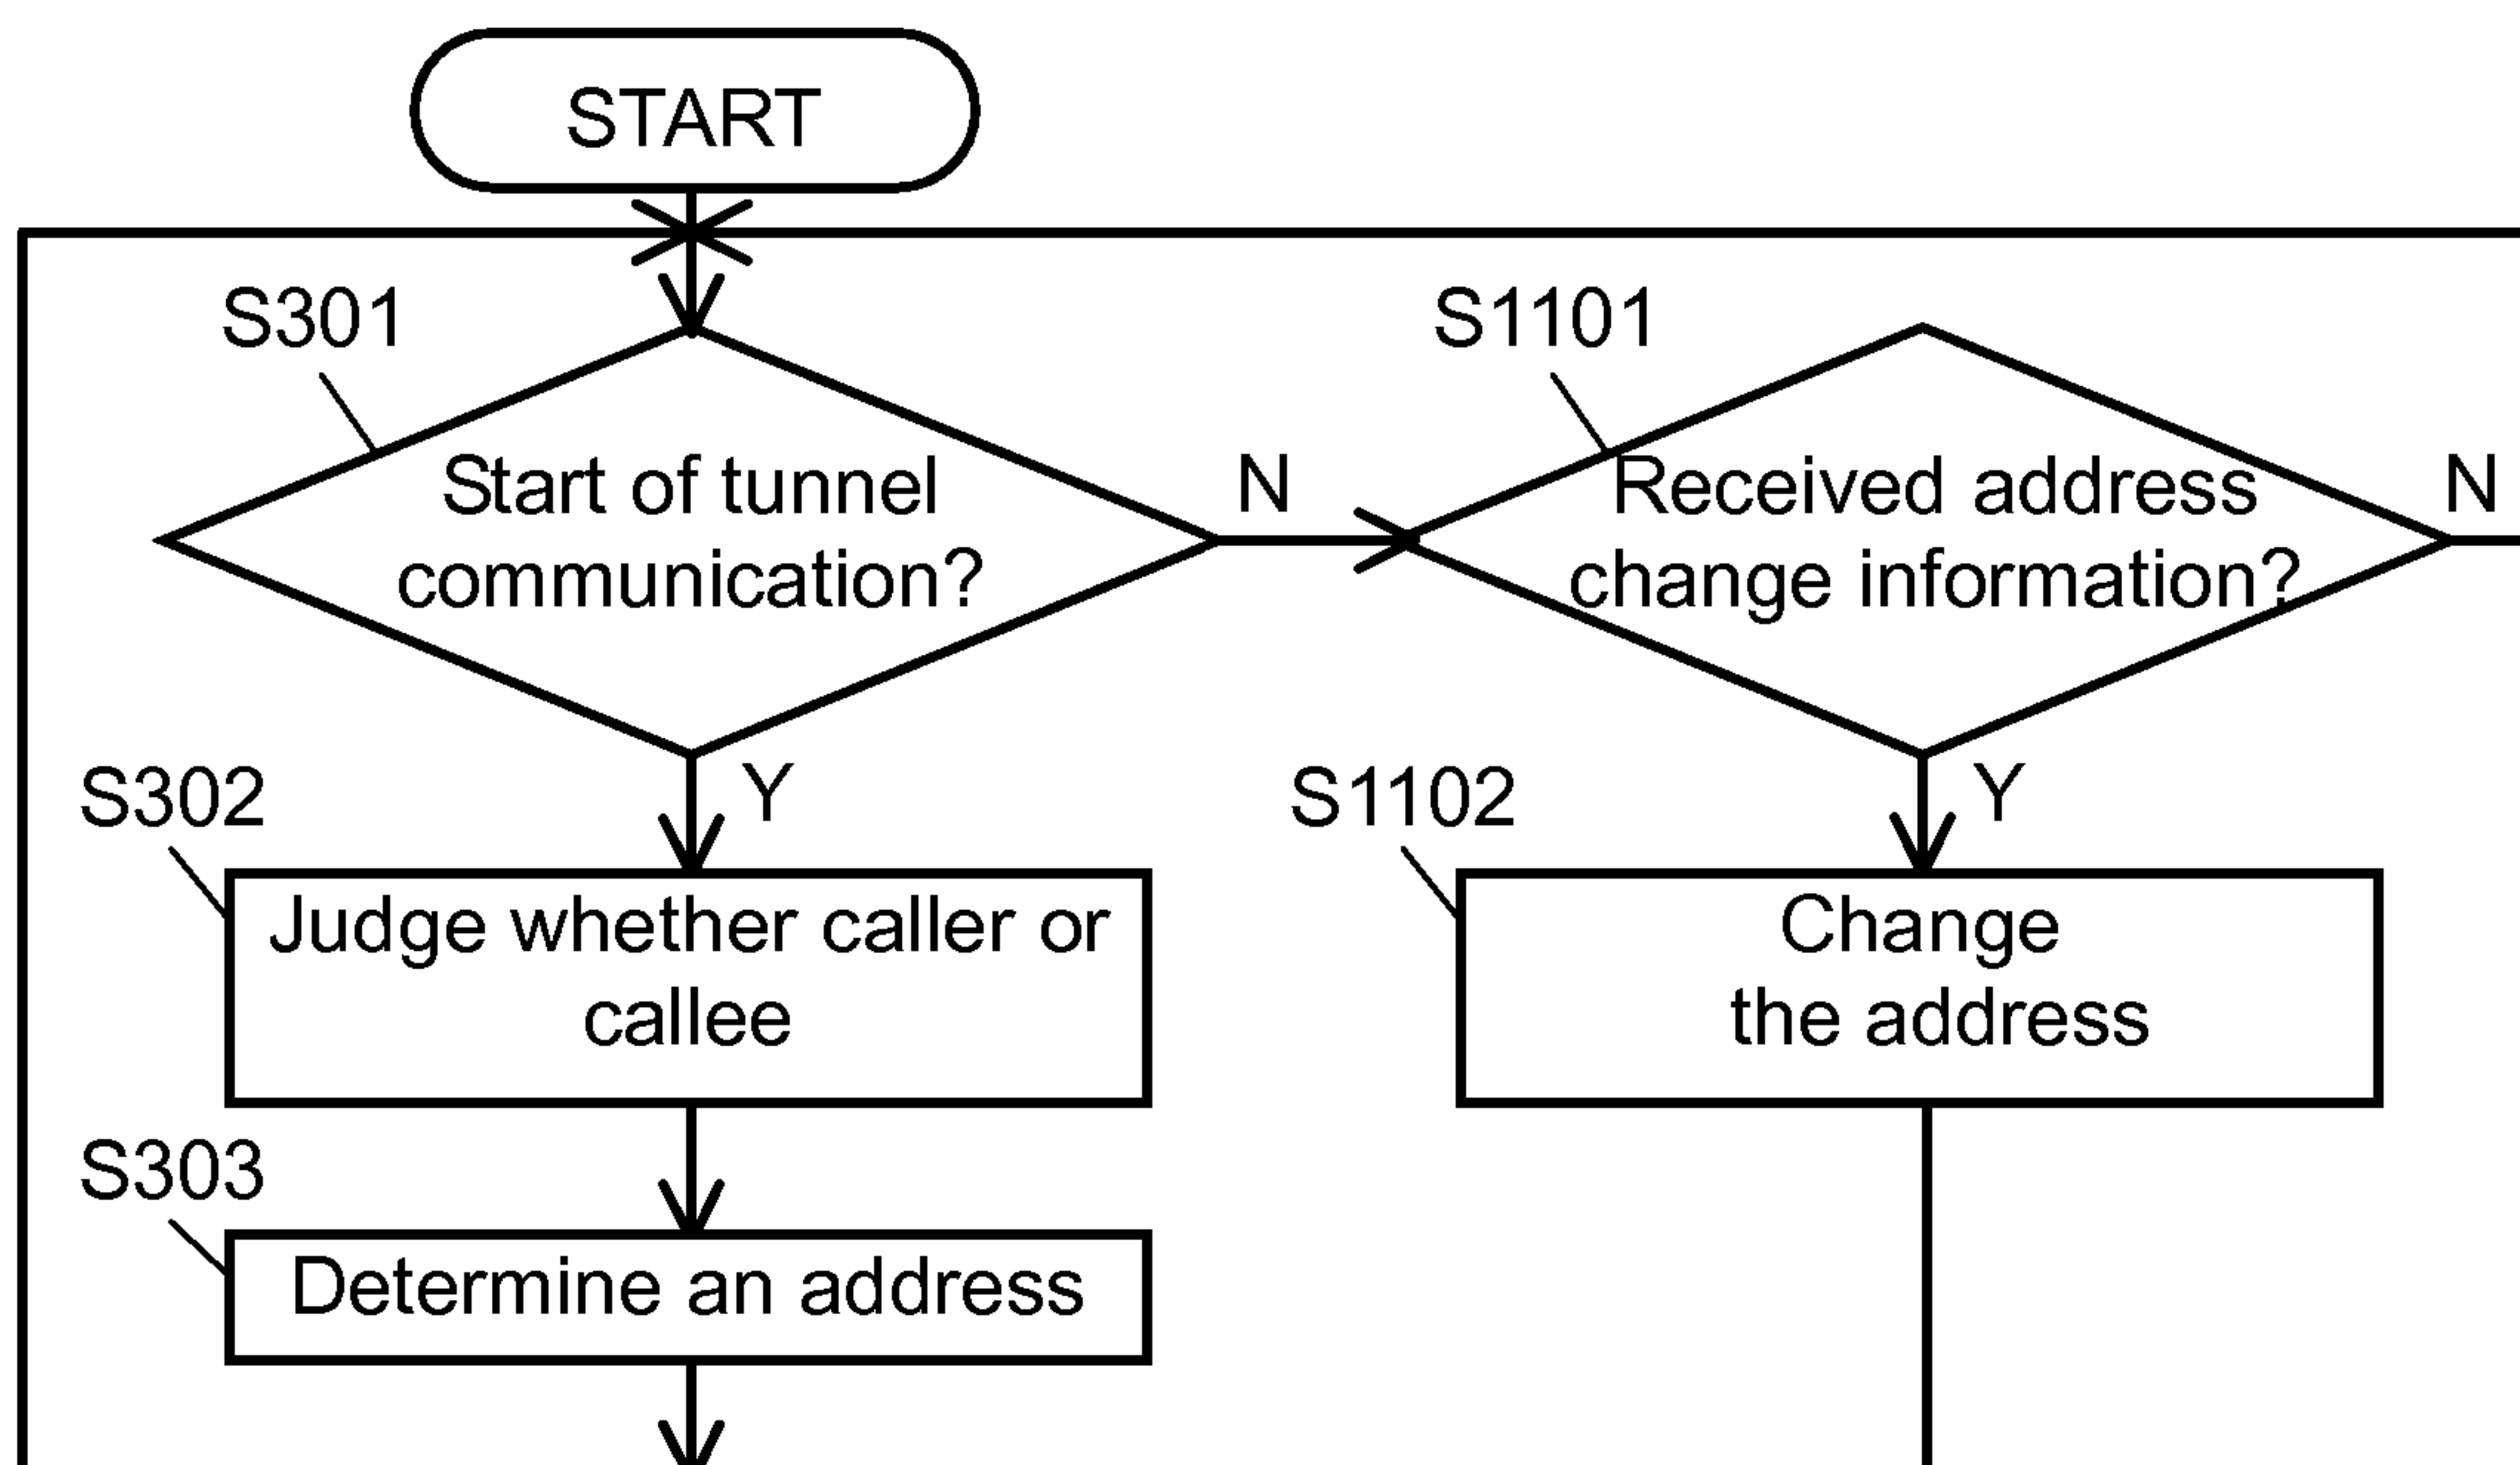 START
S301
Start of tunnel
communication?
N
S1101
Received address
change information?
N
Y
S302
Judge whether caller or
callee
Y
S1102
Change
the address
S303
Determine an address